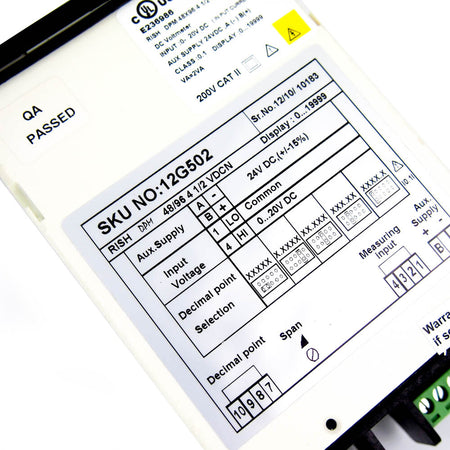 c UL US
E236986
RISH DPM-48X96 4 1/2
DC Voltmeter
INPUT :0- 20V DC
AUX SUPPLY 24VDC ,A (-) B(+)
CLASS :0.1 DISPLAY : 0...19999
VA=2VA
200V CAT.II
QA
PASSED
SKU NO:12G502
Sr.No.12/10/ 10183
RISH DPM 48/96 4 1/2 VDCN
Display : 0...19999
Aux.Supply A - B + 24V DC,(+/-15%)
Input Voltage 1 LO Common
4 HI 0..20V DC
Decimal point Selection XXXXX XXXX.X XXX.XX XX.XXX X.XXXX
0.1
Decimal point
10 9 8 7
Span
Measuring Input
4 3 2 1
Aux. Supply
+ -
B
Warra
if s